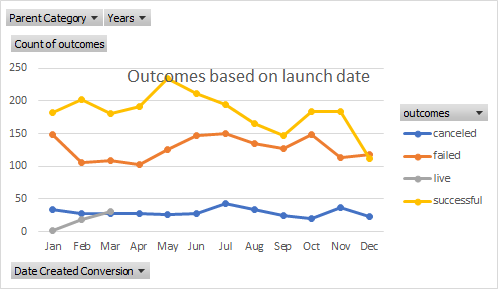 Parent Category Years
Count of outcomes
Outcomes based on launch date
250
200
150
100
50
0
Jan Feb Mar Apr May Jun Jul Aug Sep Oct Nov Dec
outcomes
canceled
failed
live
successful
Date Created Conversion